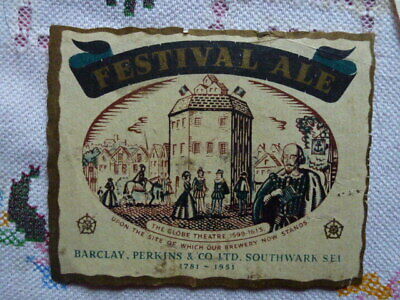 FESTIVAL ALE
THE GLOBE THEATRE 1599-1613
UPON THE SITE OF WHICH OUR BREWERY NOW STANDS
BARCLAY, PERKINS & CO LTD. SOUTHWARK SE1
1781 ~ 1951